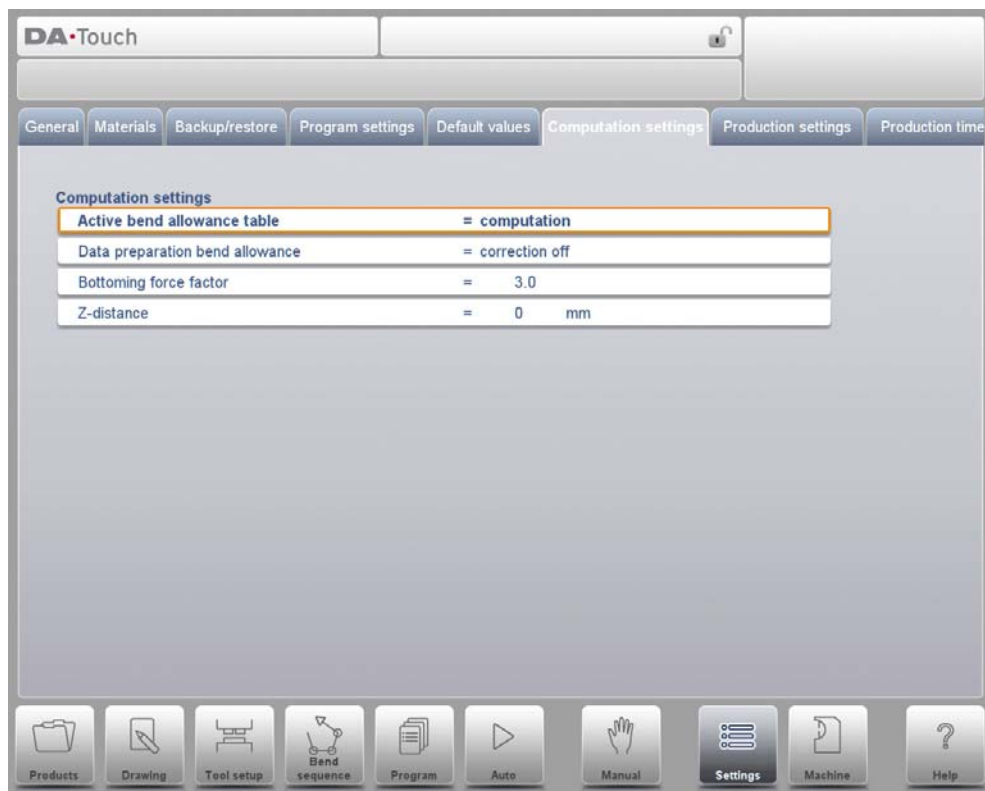 DA·Touch
General Materials Backup/restore Program settings Default values Computation settings Production settings Production time
Computation settings
Active bend allowance table = computation
Data preparation bend allowance = correction off
Bottoming force factor = 3.0
Z-distance = 0 mm
Products Drawing Tool setup Bend sequence Program Auto Manual Settings Machine Help